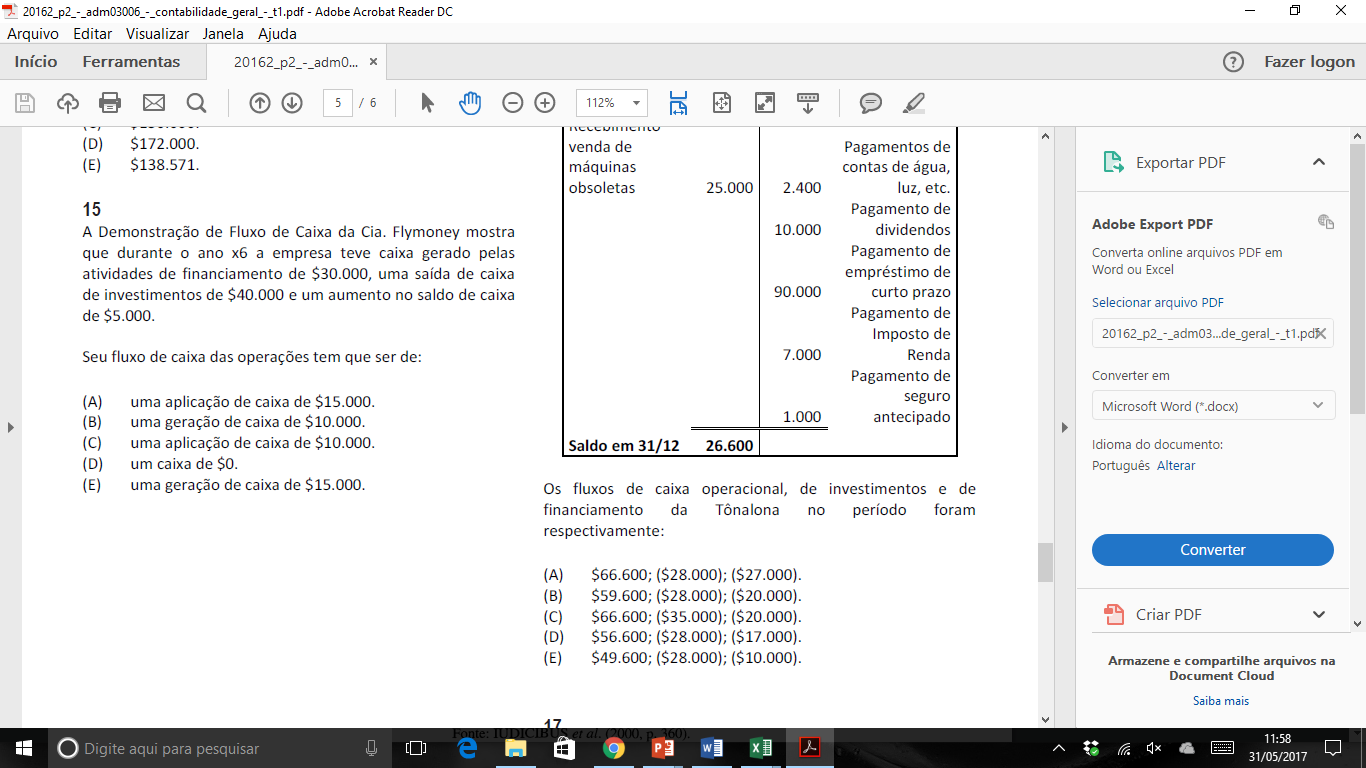 20162_p2_-_adm03006_-_contabilidade_geral_-_t1.pdf - Adobe Acrobat Reader DC
Arquivo Editar Visualizar Janela Ajuda
Início Ferramentas 20162_p2_-_adm0... × ? Fazer logon
5 / 6 112%
(D) $172.000.
(E) $138.571.
15
A Demonstração de Fluxo de Caixa da Cia. Flymoney mostra
que durante o ano x6 a empresa teve caixa gerado pelas
atividades de financiamento de $30.000, uma saída de caixa
de investimentos de $40.000 e um aumento no saldo de caixa
de $5.000.
Seu fluxo de caixa das operações tem que ser de:
(A) uma aplicação de caixa de $15.000.
(B) uma geração de caixa de $10.000.
(C) uma aplicação de caixa de $10.000.
(D) um caixa de $0.
(E) uma geração de caixa de $15.000.
Recebimento
venda de
máquinas
obsoletas 25.000
Pagamentos de
contas de água,
2.400 luz, etc.
Pagamento de
10.000 dividendos
Pagamento de
empréstimo de
90.000 curto prazo
Pagamento de
Imposto de
7.000 Renda
Pagamento de
seguro
1.000 antecipado
Saldo em 31/12 26.600
Os fluxos de caixa operacional, de investimentos e de
financiamento da Tônalona no período foram
respectivamente:
(A) $66.600; ($28.000); ($27.000).
(B) $59.600; ($28.000); ($20.000).
(C) $66.600; ($35.000); ($20.000).
(D) $56.600; ($28.000); ($17.000).
(E) $49.600; ($28.000); ($10.000).
17
Fonte: IUDÍCIBUS et al. (2000, p. 360).
Exportar PDF
Adobe Export PDF
Converta online arquivos PDF em
Word ou Excel
Selecionar arquivo PDF
20162_p2_-_adm03...de_geral_-_t1.pdf
Converter em
Microsoft Word (*.docx)
Idioma do documento:
Português Alterar
Converter
Criar PDF
Armazene e compartilhe arquivos na
Document Cloud
Saiba mais
Digite aqui para pesquisar
11:58
31/05/2017